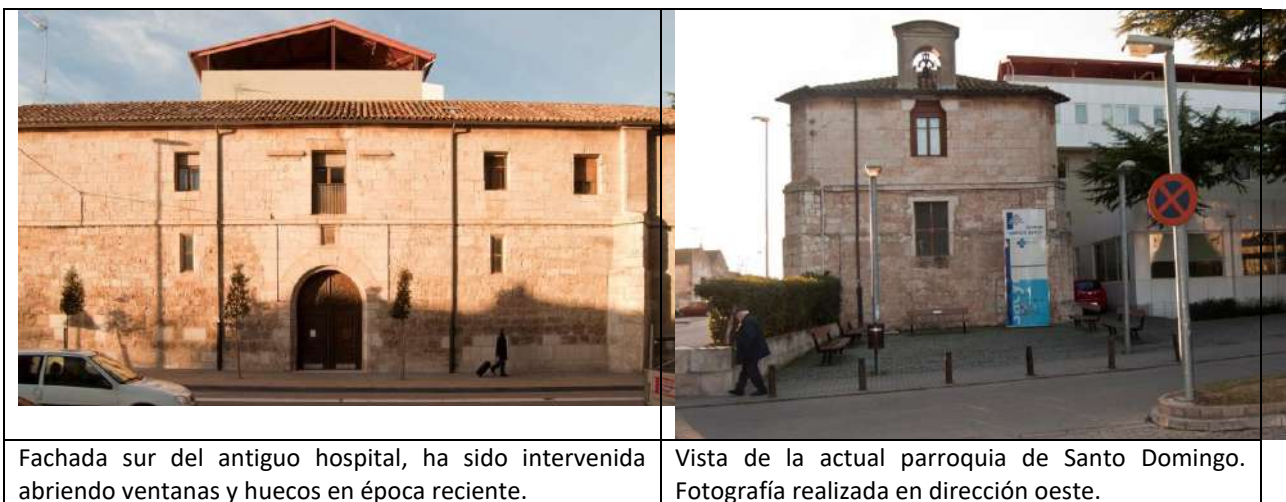 Fachada sur del antiguo hospital, ha sido intervenida
abriendo ventanas y huecos en época reciente.
Vista de la actual parroquia de Santo Domingo.
Fotografía realizada en dirección oeste.